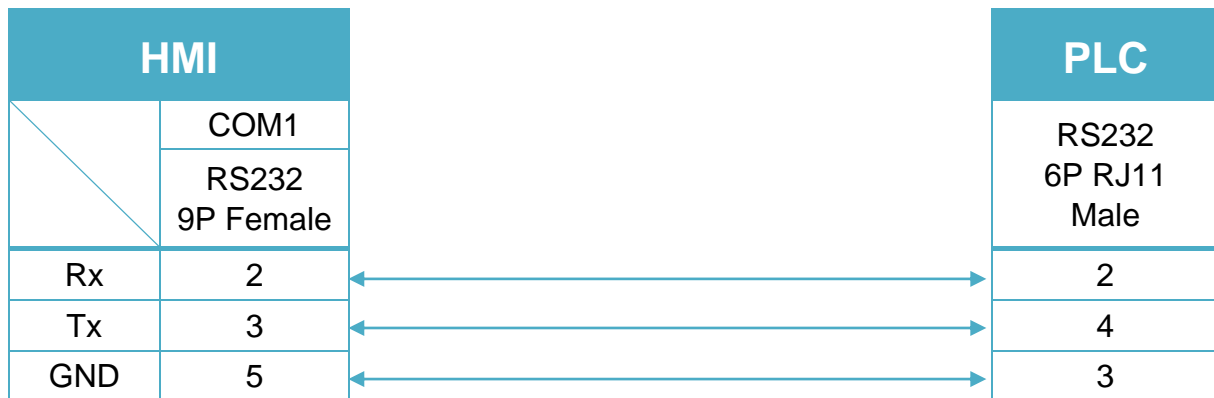 HMI
PLC
COM1
RS232
9P Female
RS232
6P RJ11
Male
Rx 2 2
Tx 3 4
GND 5 3